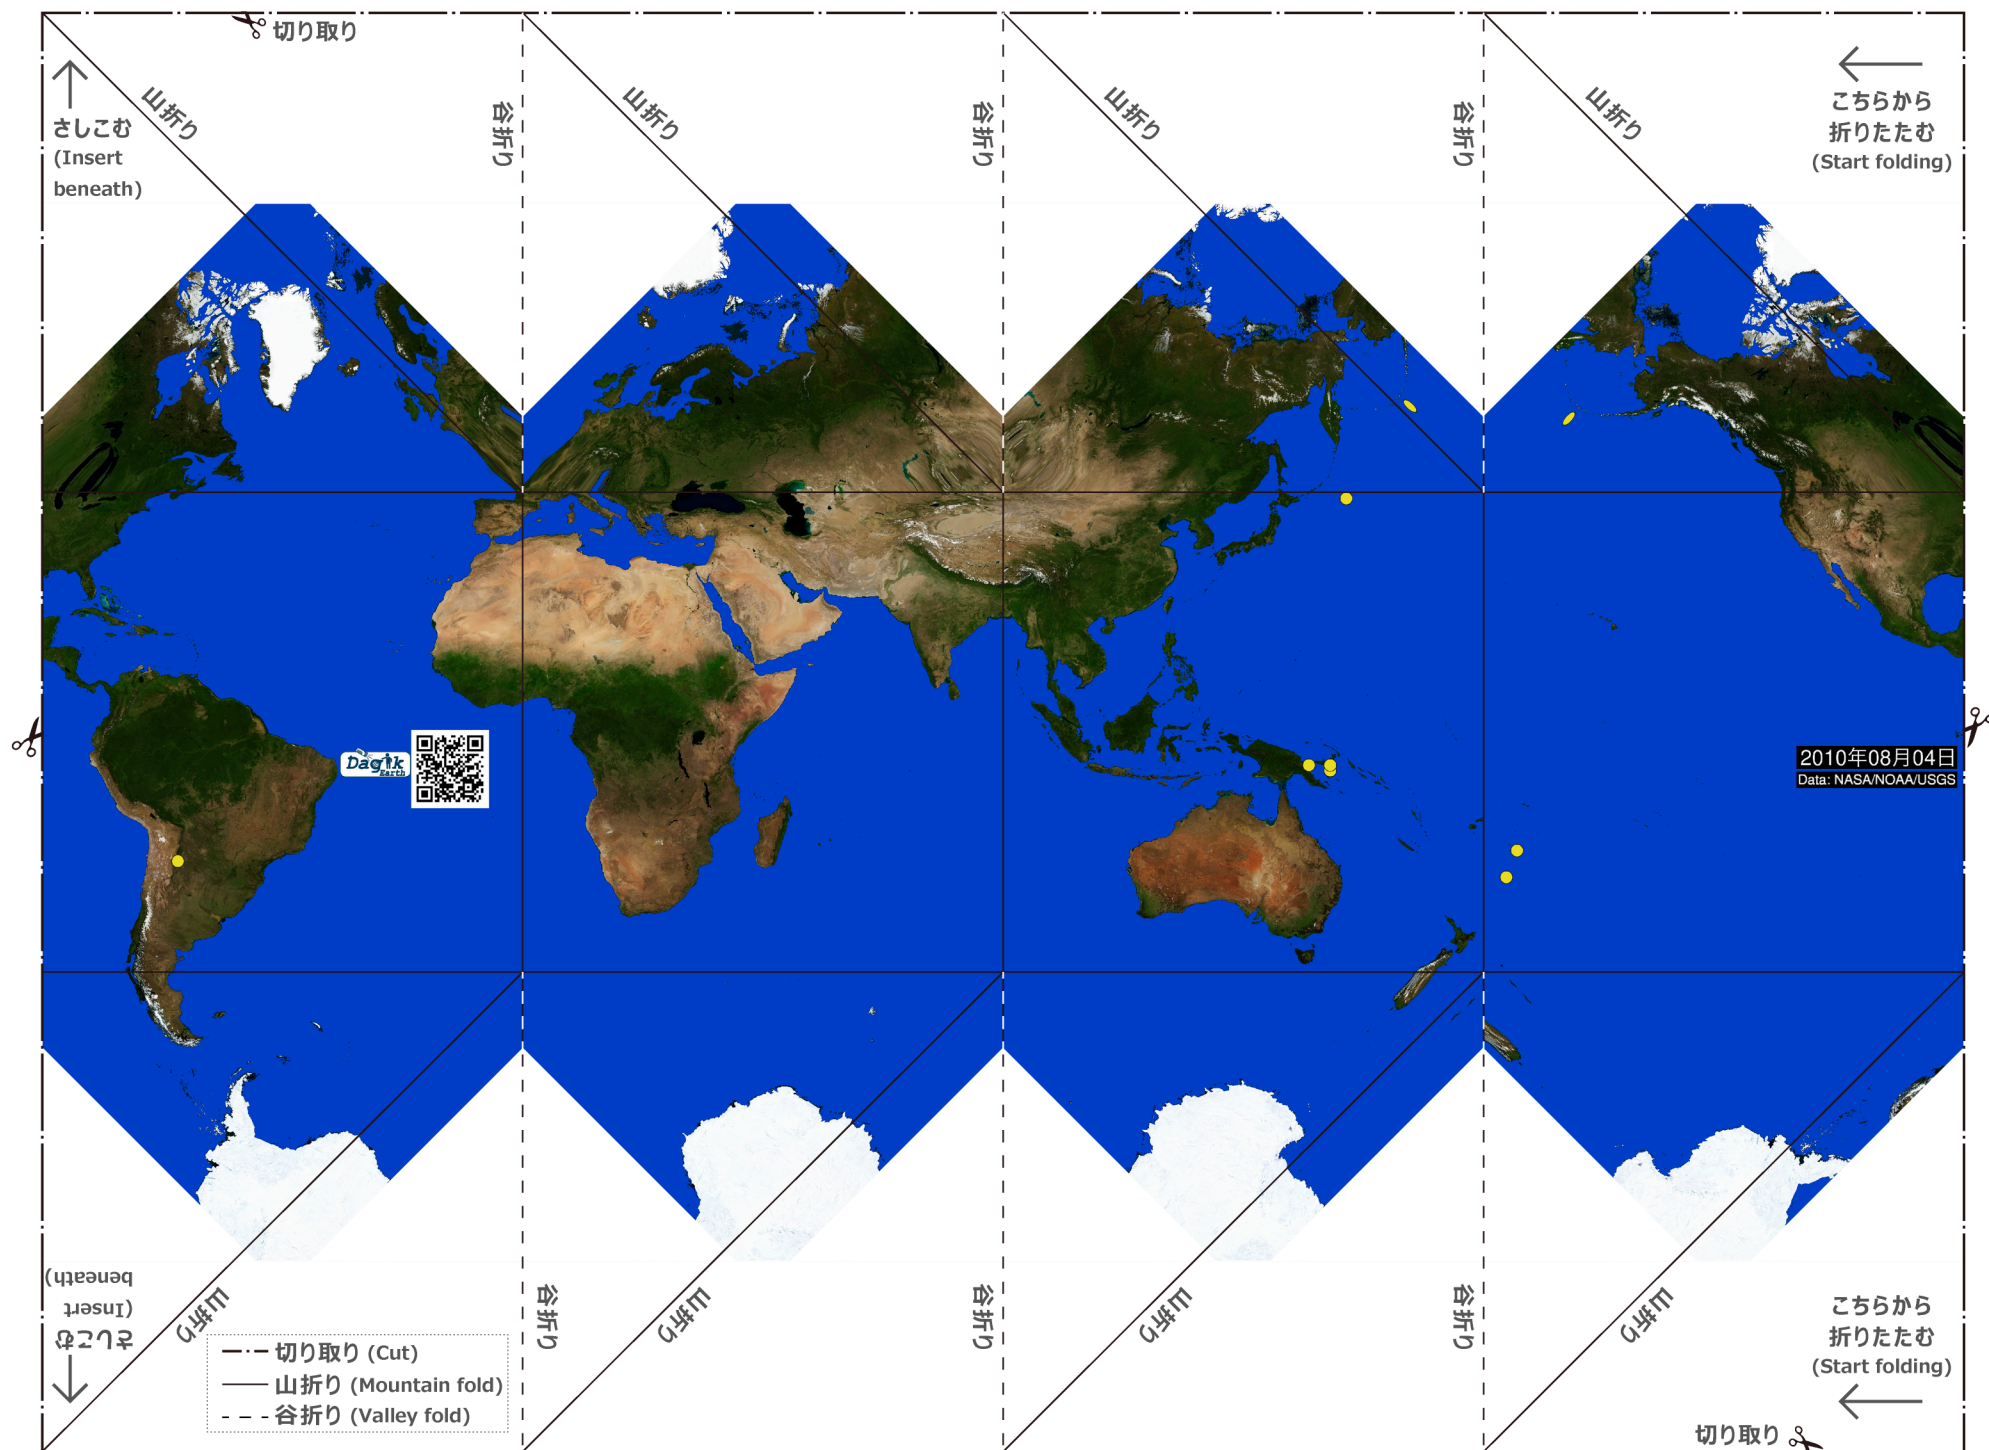 切り取り
さしこむ
(Insert
beneath)
山折り
谷折り
山折り
谷折り
山折り
谷折り
山折り
こちらから
折りたたむ
(Start folding)
Dagik
Earth
2010年08月04日
Data: NASA/NOAA/USGS
さしこむ
(Insert
beneath)
山折り
谷折り
山折り
谷折り
山折り
谷折り
山折り
こちらから
折りたたむ
(Start folding)
切り取り (Cut)
山折り (Mountain fold)
谷折り (Valley fold)
切り取り